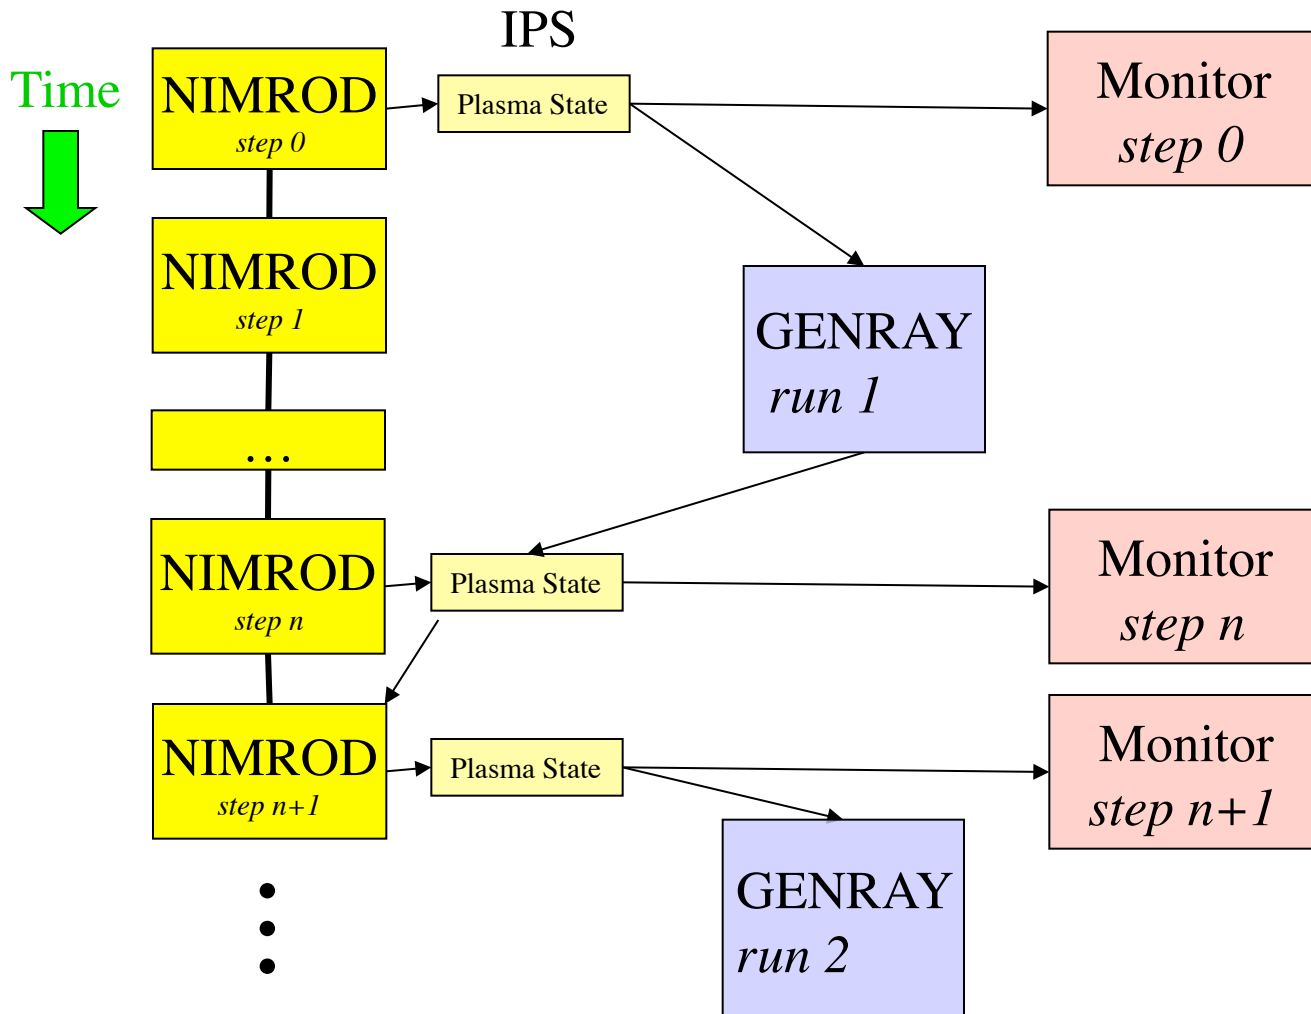 IPS
Time
NIMROD
step 0
Plasma State
Monitor
step 0
NIMROD
step 1
GENRAY
run 1
...
NIMROD
step n
Plasma State
Monitor
step n
NIMROD
step n+1
Plasma State
Monitor
step n+1
GENRAY
run 2